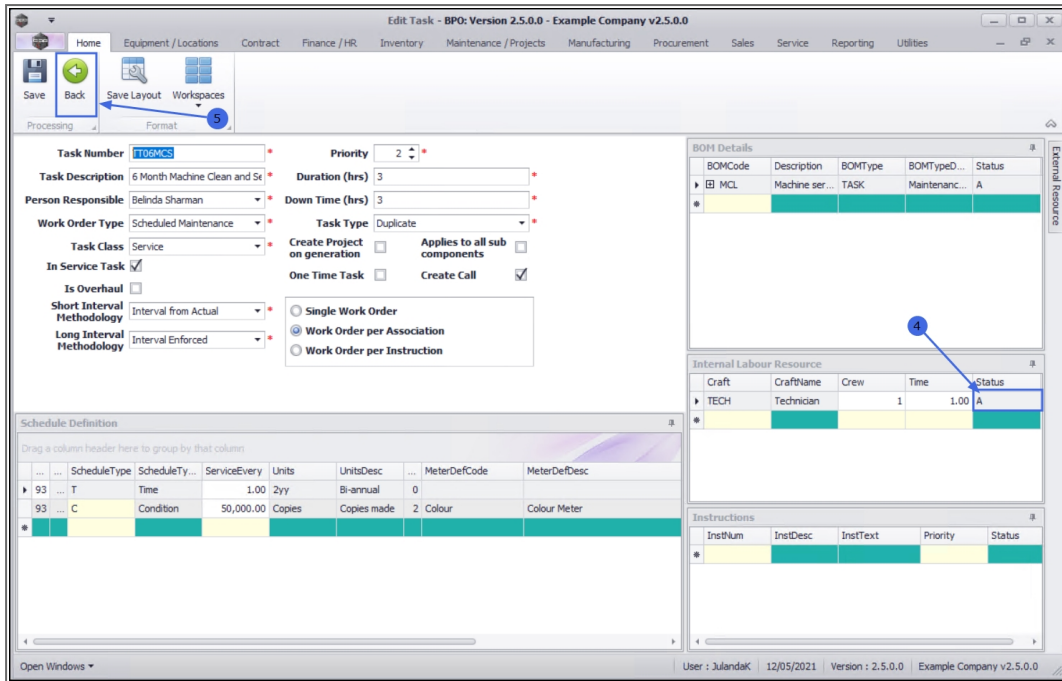 Edit Task - BPO: Version 2.5.0.0 - Example Company v2.5.0.0
Home Equipment / Locations Contract Finance / HR Inventory Maintenance / Projects Manufacturing Procurement Sales Service Reporting Utilities
Save Back Save Layout Workspaces
5
Processing Format
Task Number TT06MCS *
Task Description 6 Month Machine Clean and Se *
Person Responsible Belinda Sharman *
Work Order Type Scheduled Maintenance *
Task Class Service *
In Service Task
Is Overhaul
Short Interval
Methodology Interval from Actual *
Long Interval
Methodology Interval Enforced *
Priority 2 *
Duration (hrs) 3 *
Down Time (hrs) 3 *
Task Type Duplicate *
Create Project
on generation
Applies to all sub
components
One Time Task Create Call
Single Work Order
Work Order per Association
Work Order per Instruction
BOM Details
BOMCode Description BOMType BOMTypeD... Status
MCL Machine ser... TASK Maintenanc... A
External Resource
4
Internal Labour Resource
Craft CraftName Crew Time Status
TECH Technician 1 1.00 A
Schedule Definition
Drag a column header here to group by that column
... ... ScheduleType ScheduleTy... ServiceEvery Units UnitsDesc ... MeterDefCode MeterDefDesc
93 ... T Time 1.00 2yy Bi-annual 0
93 ... C Condition 50,000.00 Copies Copies made 2 Colour Colour Meter
Instructions
InstNum InstDesc InstText Priority Status
Open Windows User : JulandaK 12/05/2021 Version : 2.5.0.0 Example Company v2.5.0.0